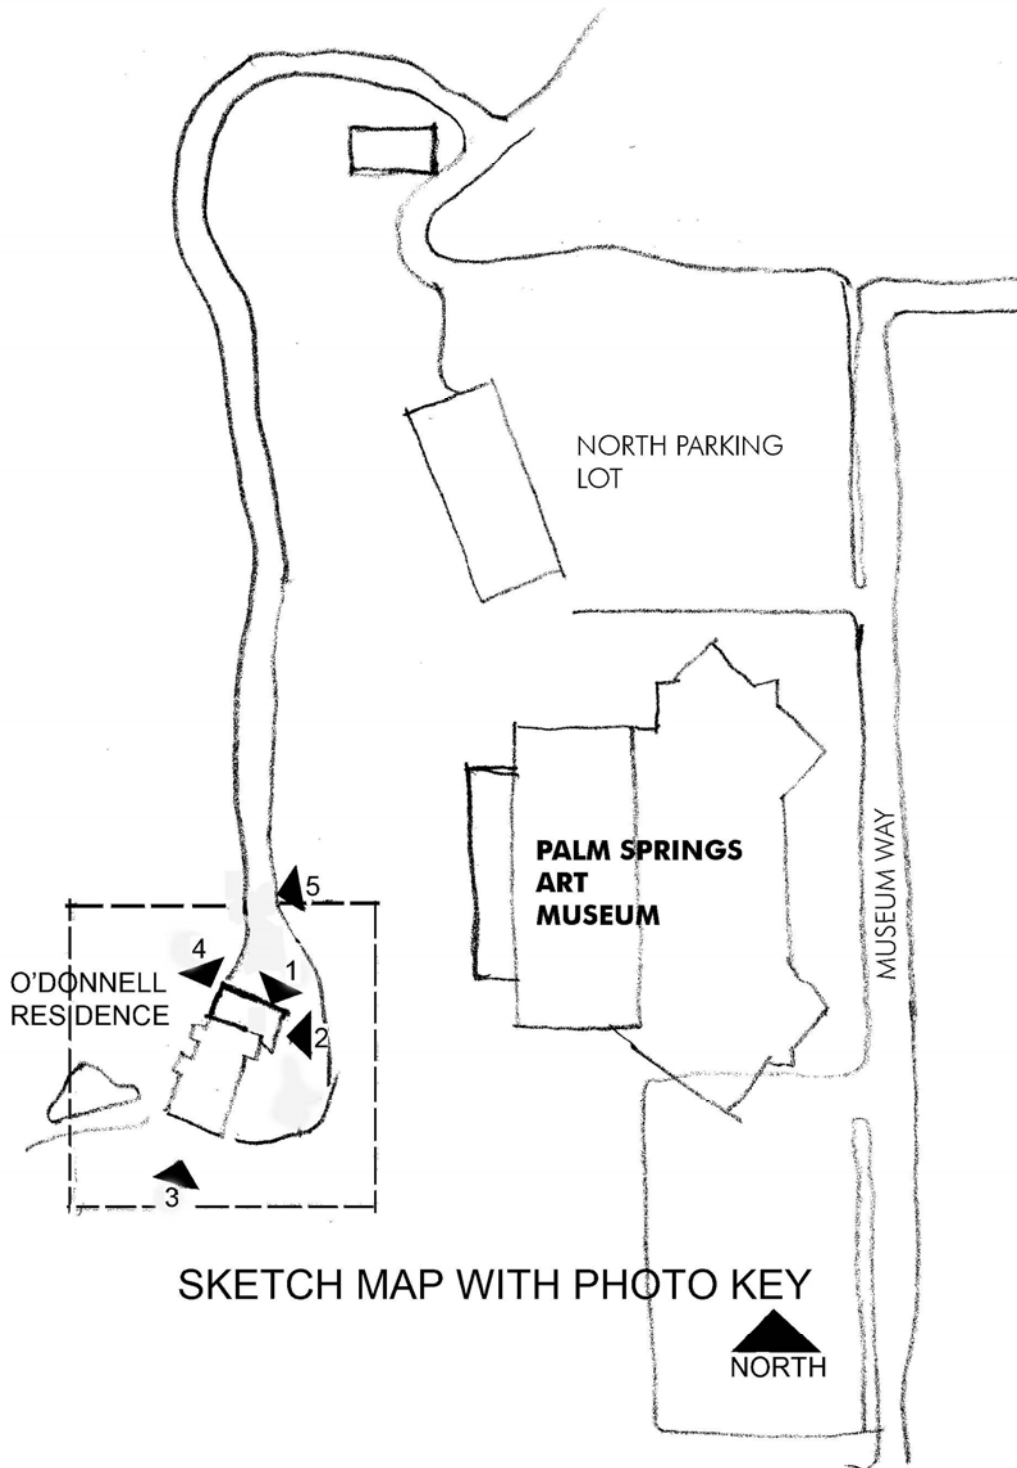 NORTH PARKING
LOT
PALM SPRINGS
ART
MUSEUM
MUSEUM WAY
5
4
1
O'DONNELL
RESIDENCE
2
3
SKETCH MAP WITH PHOTO KEY
NORTH